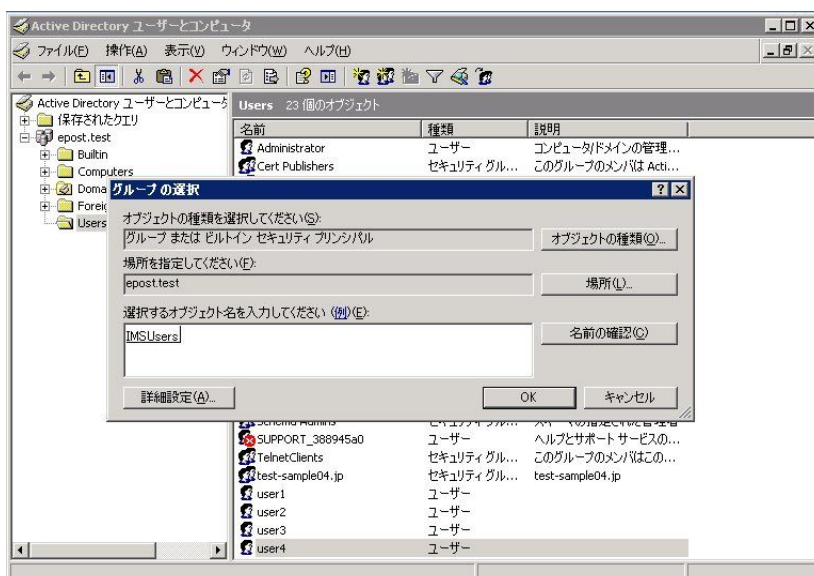 Active Directory ユーザーとコンピュータ
ファイル(F) 操作(A) 表示(V) ウィンドウ(W) ヘルプ(H)
Active Directory ユーザーとコンピュータ
保存されたクエリ
epost.test
Builtin
Computers
Doma
Foreig
Users
Users 23 個のオブジェクト
名前 種類 説明
Administrator ユーザー コンピュータ/ドメインの管理...
Cert Publishers セキュリティ グル... このグループのメンバは Acti...
グループの選択
オブジェクトの種類を選択してください(S):
グループ または ビルトイン セキュリティ プリンシパル
オブジェクトの種類(O)...
場所を指定してください(F):
epost.test
場所(L)...
選択するオブジェクト名を入力してください (例)(E):
IMSUsers
名前の確認(C)
詳細設定(A)...
OK
キャンセル
Schema Admins
SUPPORT_388945a0 ユーザー ヘルプとサポート サービスの...
TelnetClients セキュリティ グル... このグループのメンバはこの...
test-sample04.jp セキュリティ グル... test-sample04.jp
user1 ユーザー
user2 ユーザー
user3 ユーザー
user4 ユーザー